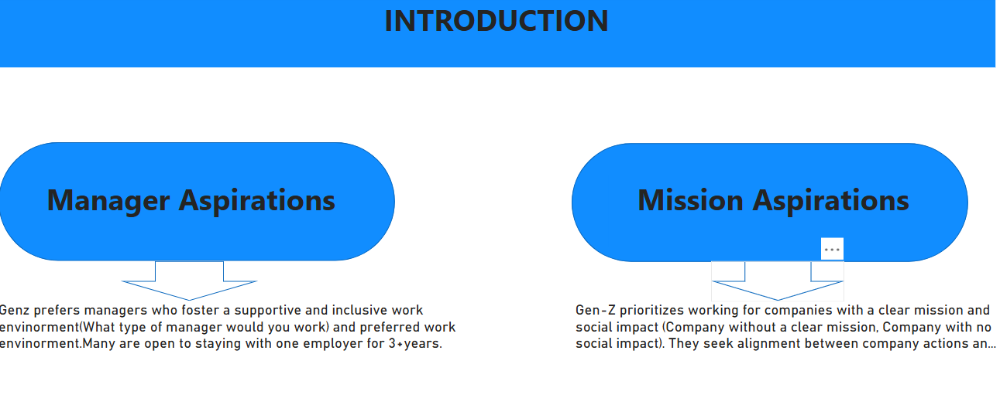 INTRODUCTION
Manager Aspirations
Mission Aspirations
Genz prefers managers who foster a supportive and inclusive work
envinorment(What type of manager would you work) and preferred work
envinorment.Many are open to staying with one employer for 3+years.
Gen-Z prioritizes working for companies with a clear mission and
social impact (Company without a clear mission, Company with no
social impact). They seek alignment between company actions an...